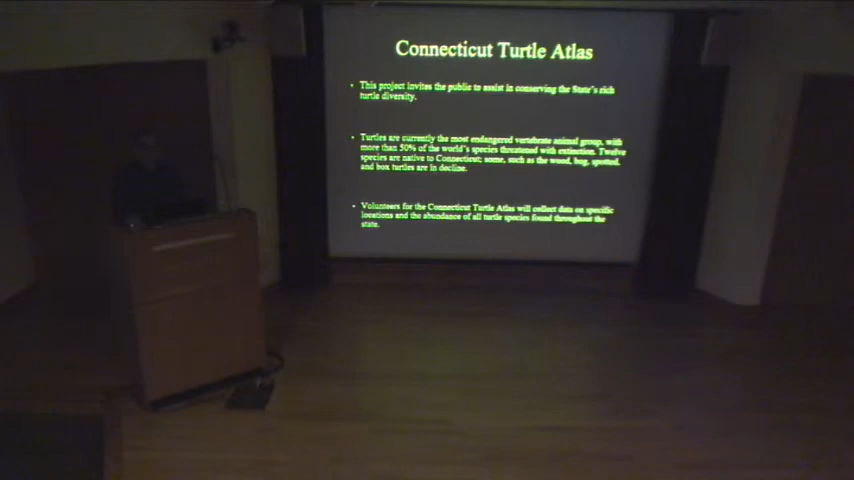 Connecticut Turtle Atlas
• This project invites the public to assist in conserving the State's rich
turtle diversity.
• Turtles are currently the most endangered vertebrate animal group, with
more than 50% of the world's species threatened with extinction. Twelve
species are native to Connecticut; some, such as the wood, bog, spotted,
and box turtles are in decline.
• Volunteers for the Connecticut Turtle Atlas will collect data on specific
locations and the abundance of all turtle species found throughout the
state.